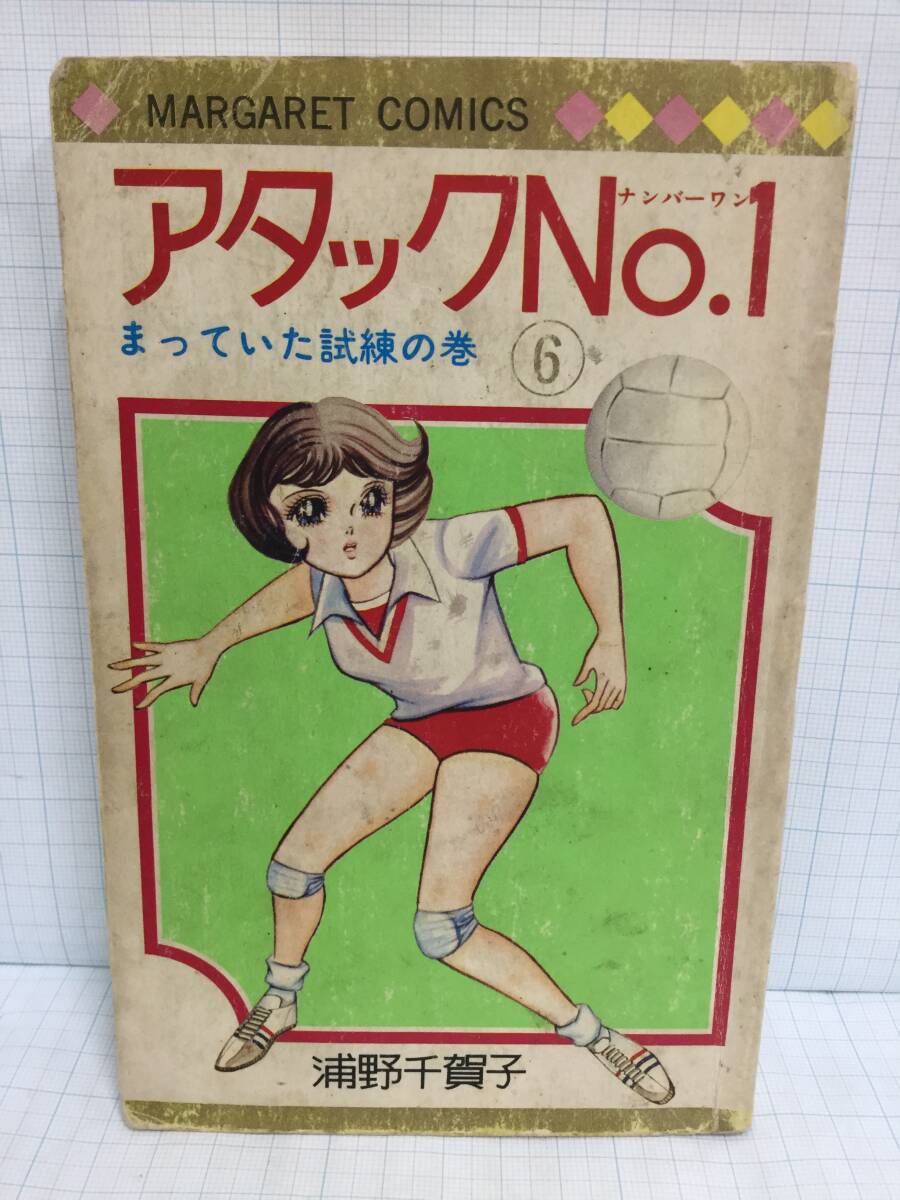 MARGARET COMICS
アタックNo.1
ナンバーワン
まっていた試練の巻
6
浦野千賀子